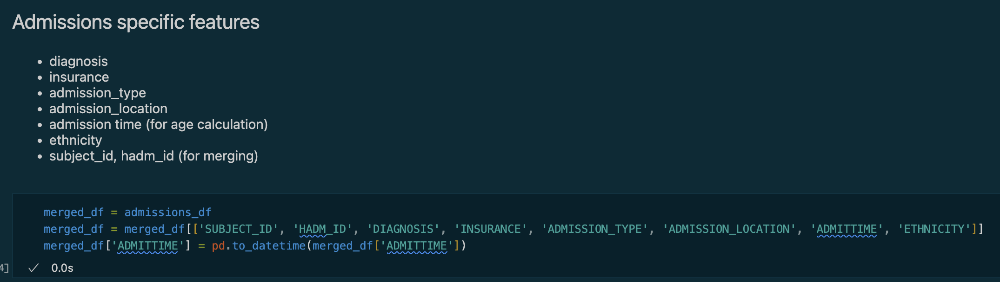 Admissions specific features
• diagnosis
• insurance
• admission_type
• admission_location
• admission time (for age calculation)
• ethnicity
• subject_id, hadm_id (for merging)
merged_df = admissions_df
merged_df = merged_df[['SUBJECT_ID', 'HADM_ID', 'DIAGNOSIS', 'INSURANCE', 'ADMISSION_TYPE', 'ADMISSION_LOCATION', 'ADMITTIME', 'ETHNICITY']]
merged_df['ADMITTIME'] = pd.to_datetime(merged_df['ADMITTIME'])
4] ✓ 0.0s